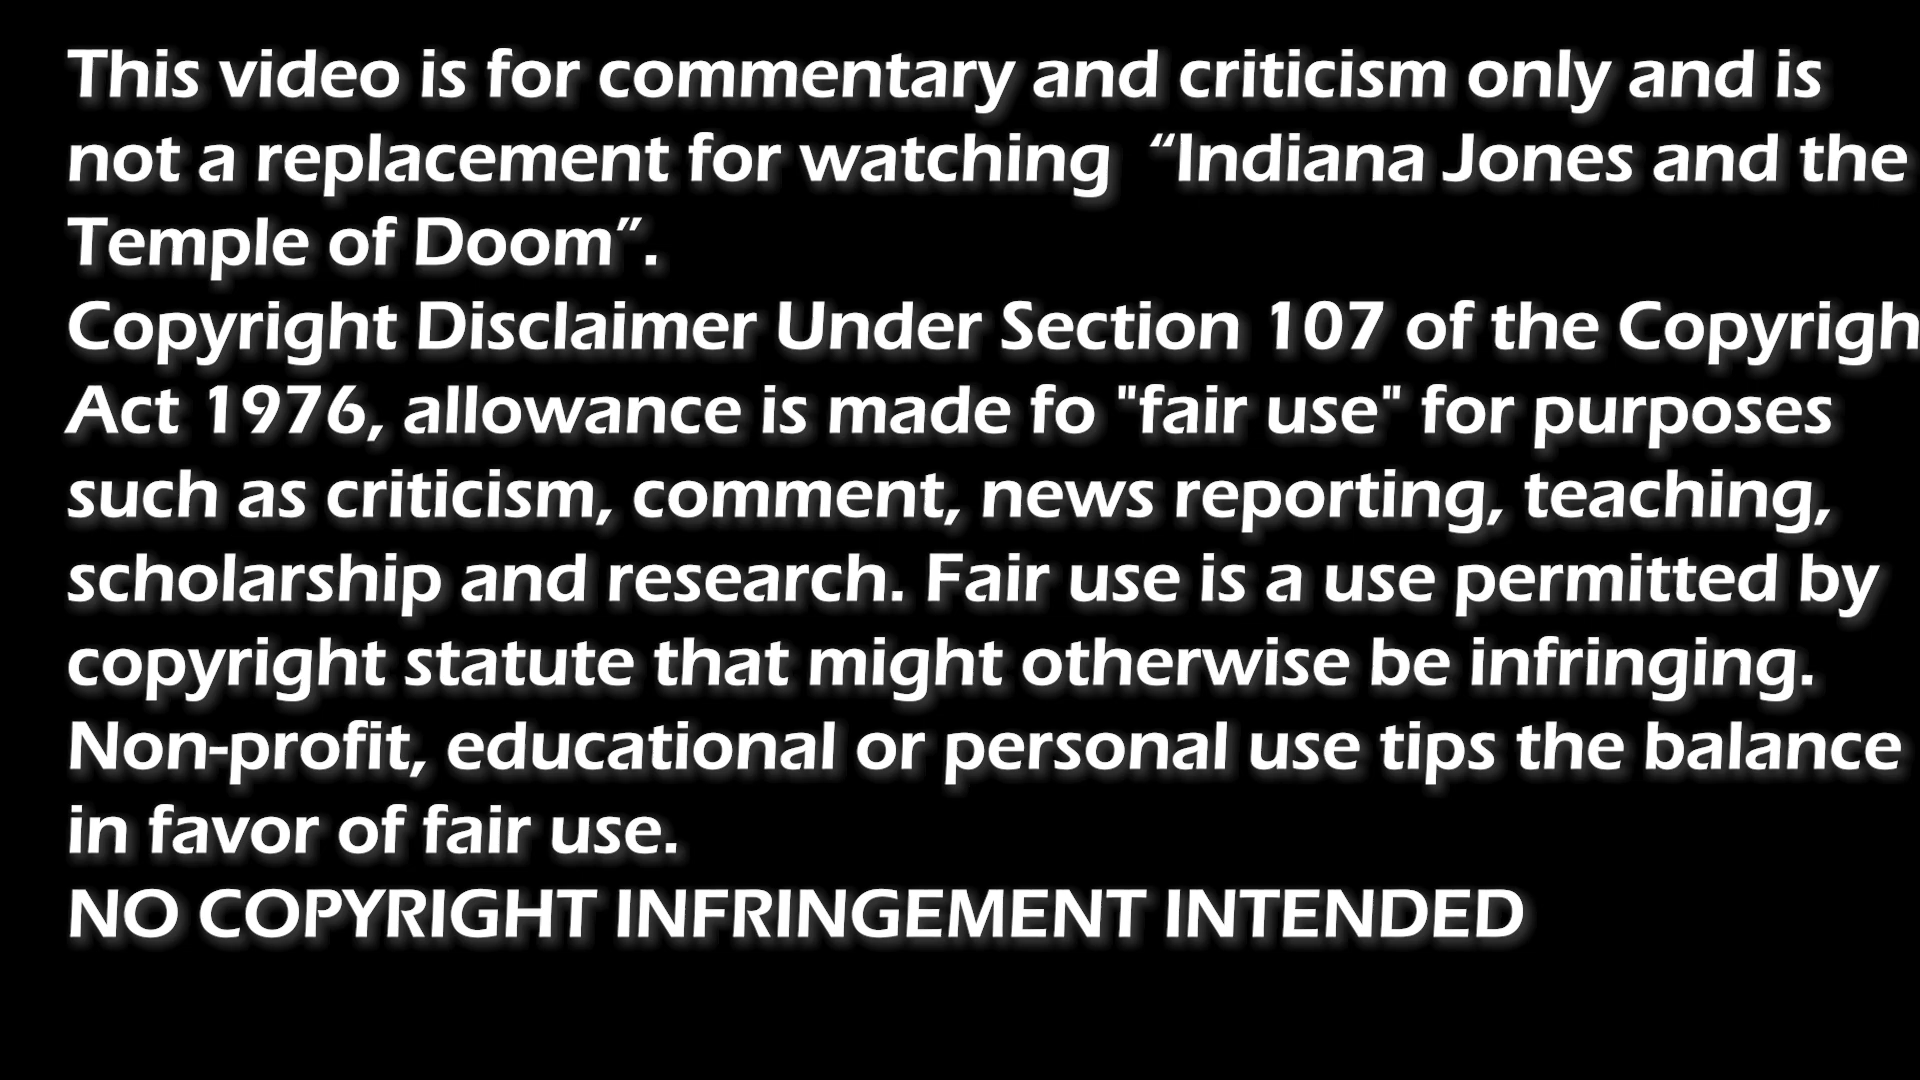 This video is for commentary and criticism only and is
not a replacement for watching  “Indiana Jones and the
Temple of Doom”.
Copyright Disclaimer Under Section 107 of the Copyrigh
Act 1976, allowance is made fo "fair use" for purposes
such as criticism, comment, news reporting, teaching,
scholarship and research. Fair use is a use permitted by
copyright statute that might otherwise be infringing.
Non-profit, educational or personal use tips the balance
in favor of fair use.
NO COPYRIGHT INFRINGEMENT INTENDED